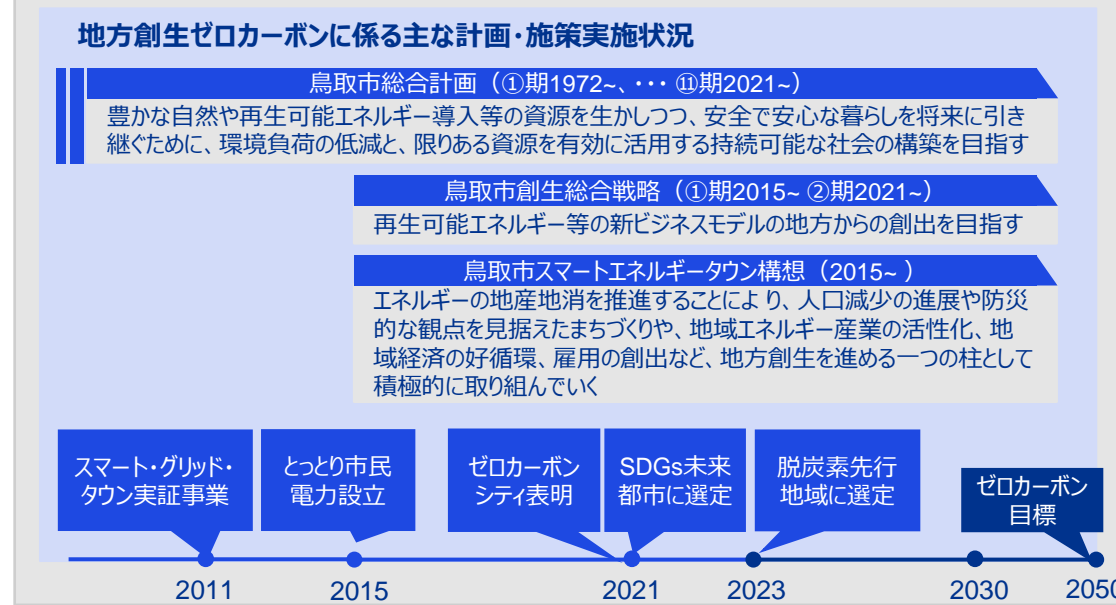 地方創生ゼロカーボンに係る主な計画・施策実施状況
鳥取市総合計画（①期1972~、・・・ ⑪期2021~）
豊かな自然や再生可能エネルギー導入等の資源を生かしつつ、安全で安心な暮らしを将来に引き
継ぐために、環境負荷の低減と、限りある資源を有効に活用する持続可能な社会の構築を目指す
鳥取市創生総合戦略（①期2015~ ②期2021~）
再生可能エネルギー等の新ビジネスモデルの地方からの創出を目指す
鳥取市スマートエネルギータウン構想（2015~ ）
エネルギーの地産地消を推進することにより、人口減少の進展や防災
的な観点を見据えたまちづくりや、地域エネルギー産業の活性化、地
域経済の好循環、雇用の創出など、地方創生を進める一つの柱として
積極的に取り組んでいく
スマート・グリッド・
タウン実証事業
とっとり市民
電力設立
ゼロカーボン
シティ表明
SDGs未来
都市に選定
脱炭素先行
地域に選定
ゼロカーボン
目標
2011
2015
2021
2023
2030
2050